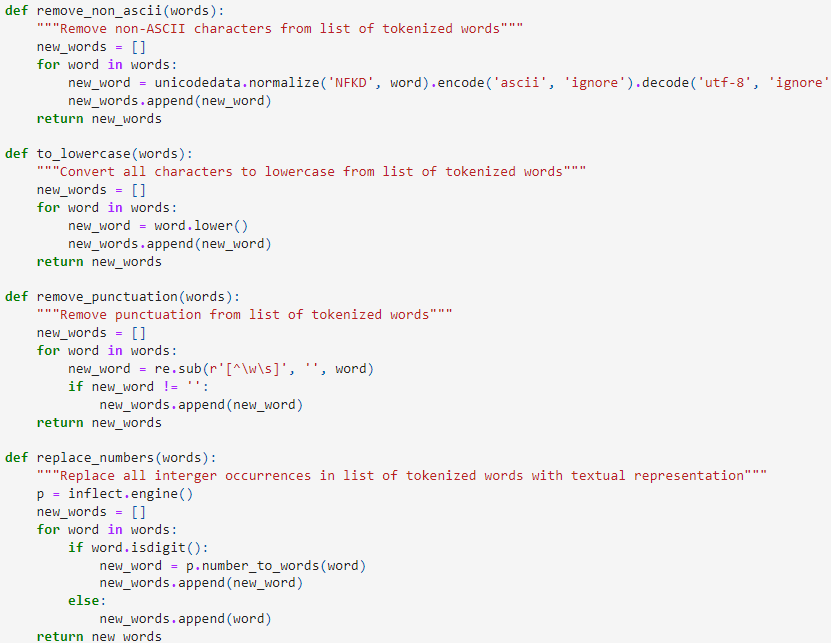 def remove_non_ascii(words):
    """Remove non-ASCII characters from list of tokenized words"""
    new_words = []
    for word in words:
        new_word = unicodedata.normalize('NFKD', word).encode('ascii', 'ignore').decode('utf-8', 'ignore'
        new_words.append(new_word)
    return new_words

def to_lowercase(words):
    """Convert all characters to lowercase from list of tokenized words"""
    new_words = []
    for word in words:
        new_word = word.lower()
        new_words.append(new_word)
    return new_words

def remove_punctuation(words):
    """Remove punctuation from list of tokenized words"""
    new_words = []
    for word in words:
        new_word = re.sub(r'[^\w\s]', '', word)
        if new_word != '':
            new_words.append(new_word)
    return new_words

def replace_numbers(words):
    """Replace all interger occurrences in list of tokenized words with textual representation"""
    p = inflect.engine()
    new_words = []
    for word in words:
        if word.isdigit():
            new_word = p.number_to_words(word)
            new_words.append(new_word)
        else:
            new_words.append(word)
    return new_words